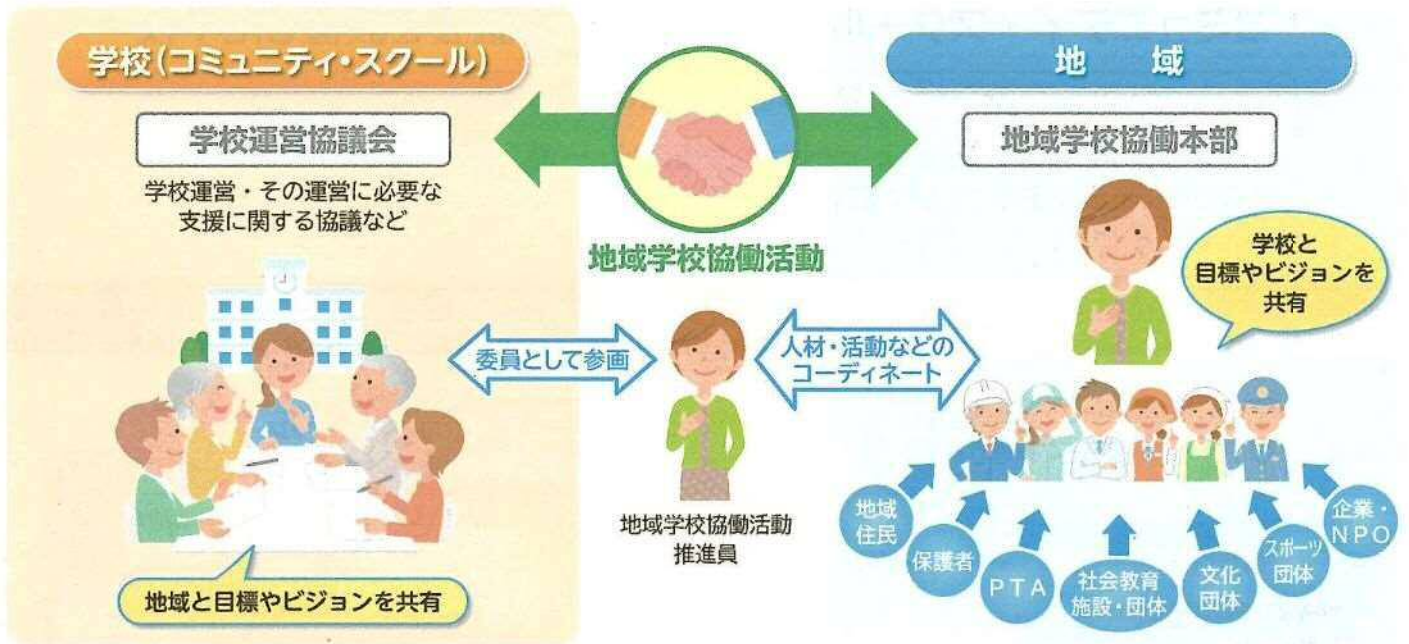 学校(コミュニティ・スクール)
学校運営協議会
学校運営・その運営に必要な
支援に関する協議など
地域と目標やビジョンを共有
地域学校協働活動
委員として参画
人材・活動などの
コーディネート
地域学校協働活動
推進員
地 域
地域学校協働本部
学校と
目標やビジョンを
共有
地域
住民
保護者
PTA
社会教育
施設・団体
文化
団体
スポーツ
団体
企業・
NPO